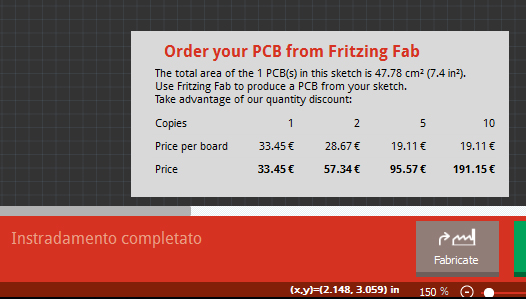 Order your PCB from Fritzing Fab
The total area of the 1 PCB(s) in this sketch is 47.78 cm² (7.4 in²).
Use Fritzing Fab to produce a PCB from your sketch.
Take advantage of our quantity discount:
Copies 1 2 5 10
Price per board 33.45 € 28.67 € 19.11 € 19.11 €
Price 33.45 € 57.34 € 95.57 € 191.15 €
Instradamento completato
Fabricate
(x,y)=(2.148, 3.059) in 150 %